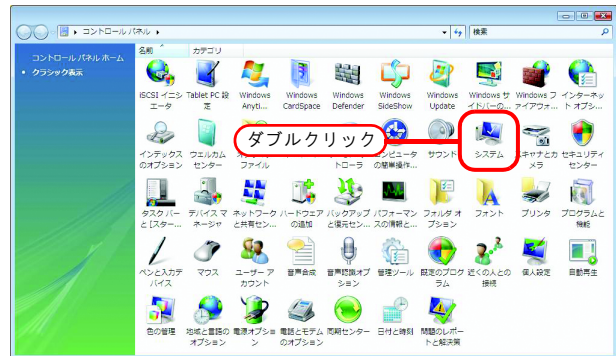 コントロール パネル
検索
コントロール パネル ホーム
クラシック表示
名前 カテゴリ
iSCSI イニシ
エータ
Tablet PC 設
定
Windows
Anyti...
Windows
CardSpace
Windows
Defender
Windows
SideShow
Windows
Update
Windows サ
イドバーの...
Windows フ
ァイアウォ...
インターネッ
ト オプシ...
インデックス
のオプション
ウェルカム
センター
ファイル
ダブルクリック
トローラ
コンピュータ
の簡単操作...
サウンド
システム
スキャナとカ
メラ
セキュリティ
センター
タスク バー
と [スター...
デバイス マ
ネージャ
ネットワーク
と共有セン...
ハードウェア
の追加
バックアップ
と復元セン...
パフォーマン
スの情報と...
フォルダ オ
プション
フォント
プリンタ
プログラムと
機能
ペンと入力デ
バイス
マウス
ユーザー ア
カウント
音声合成
音声認識オプ
ション
管理ツール
既定のプログ
ラム
近くの人との
接続
個人設定
自動再生
色の管理
地域と言語の
オプション
電源オプショ
ン
電話とモデム
のオプション
同期センター
日付と時刻
問題のレポー
トと解決策